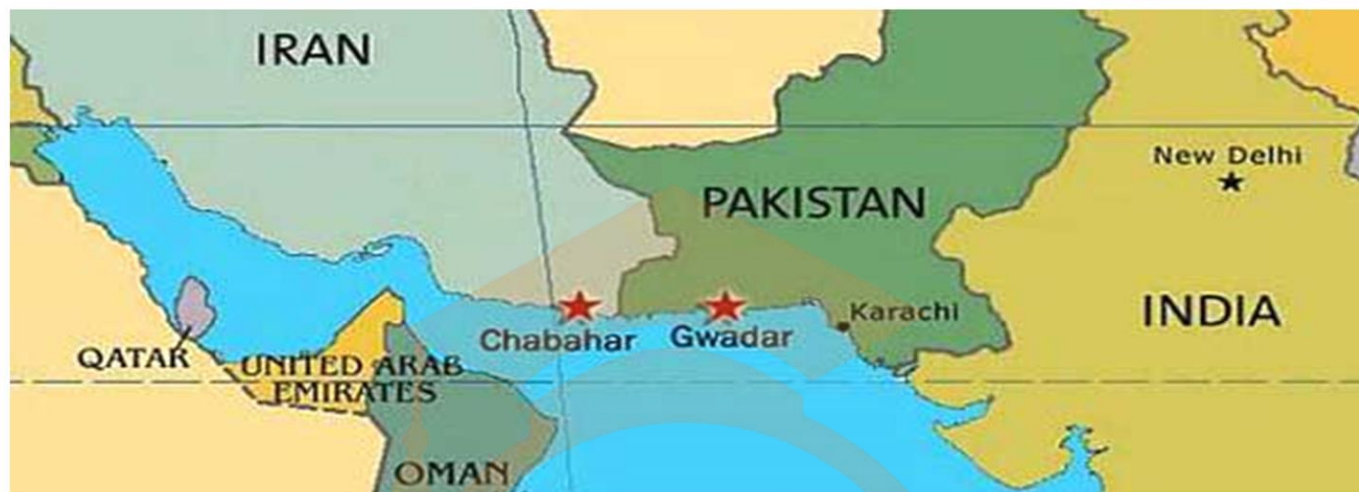 IRAN
New Delhi
PAKISTAN
INDIA
Karachi
Chabahar
Gwadar
QATAR
UNITED ARAB
EMIRATES
OMAN